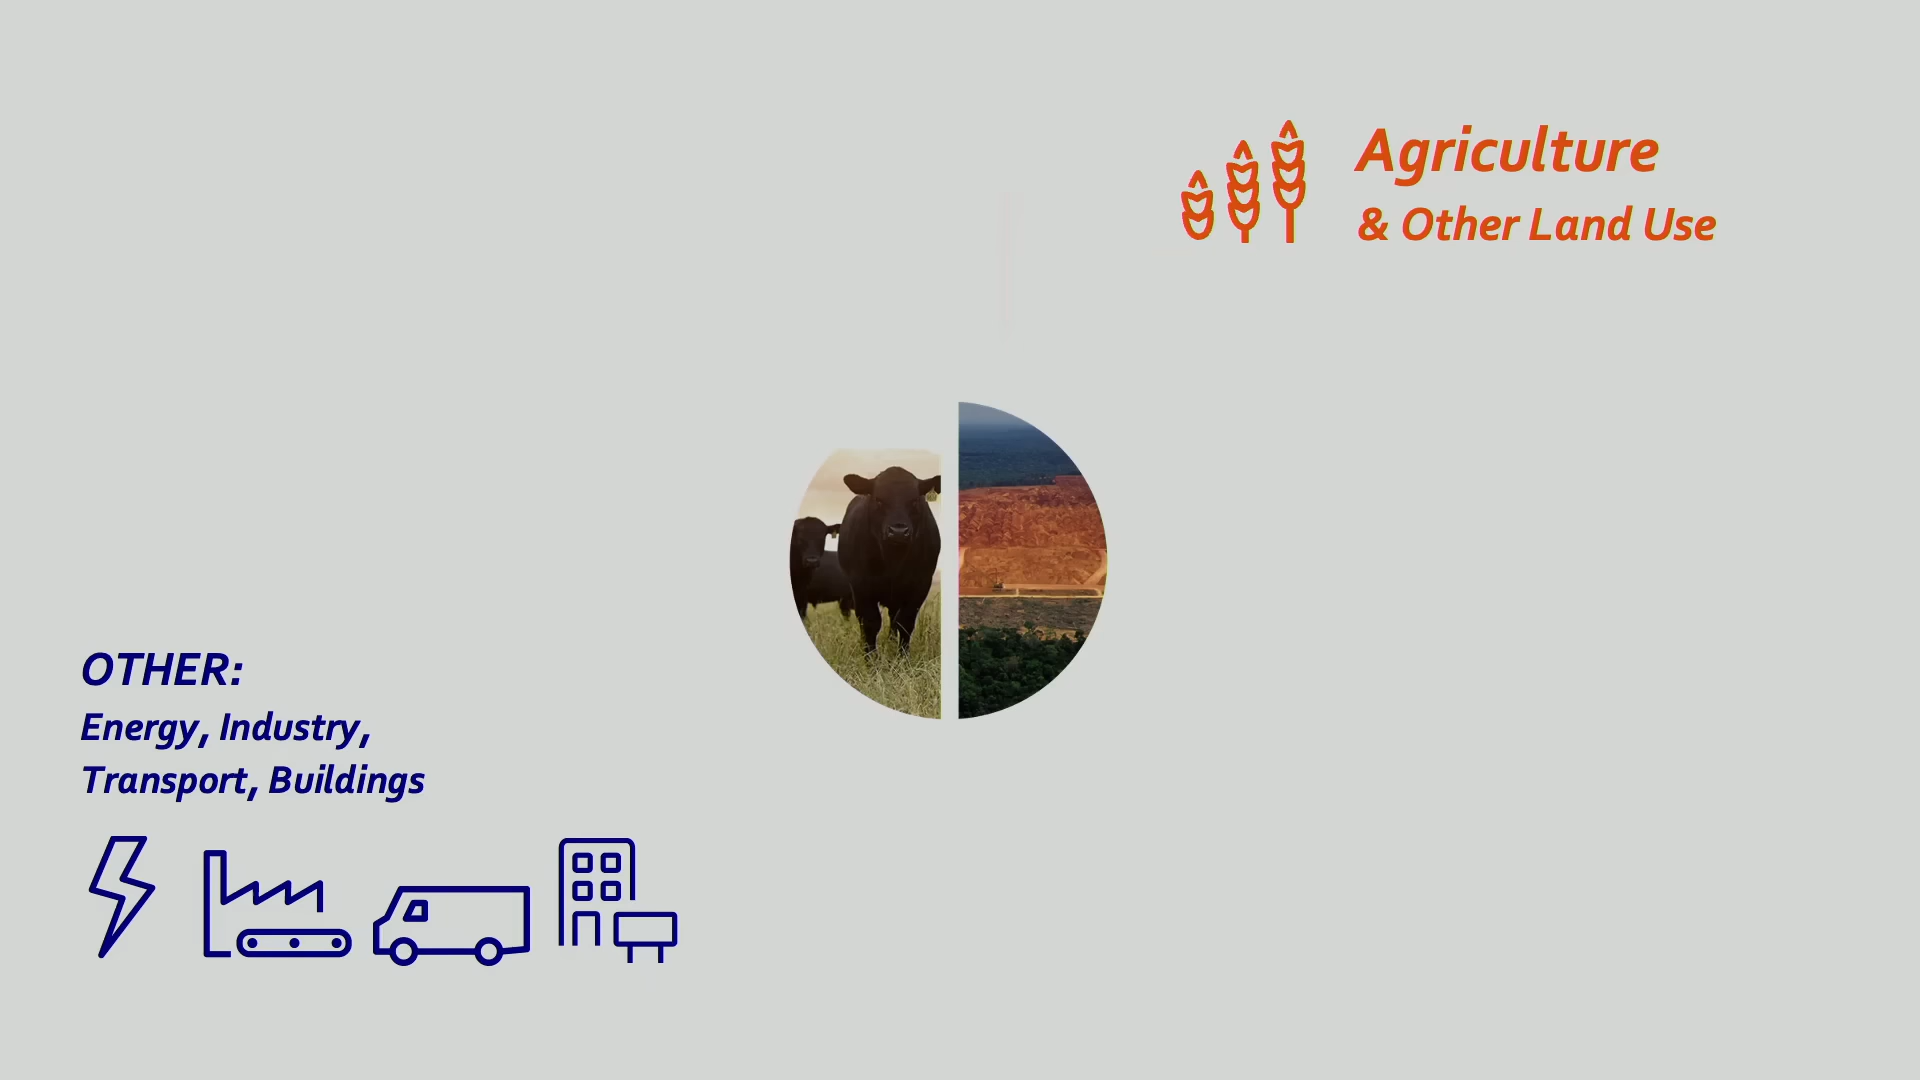 Agriculture
& Other Land Use
OTHER:
Energy, Industry,
Transport, Buildings